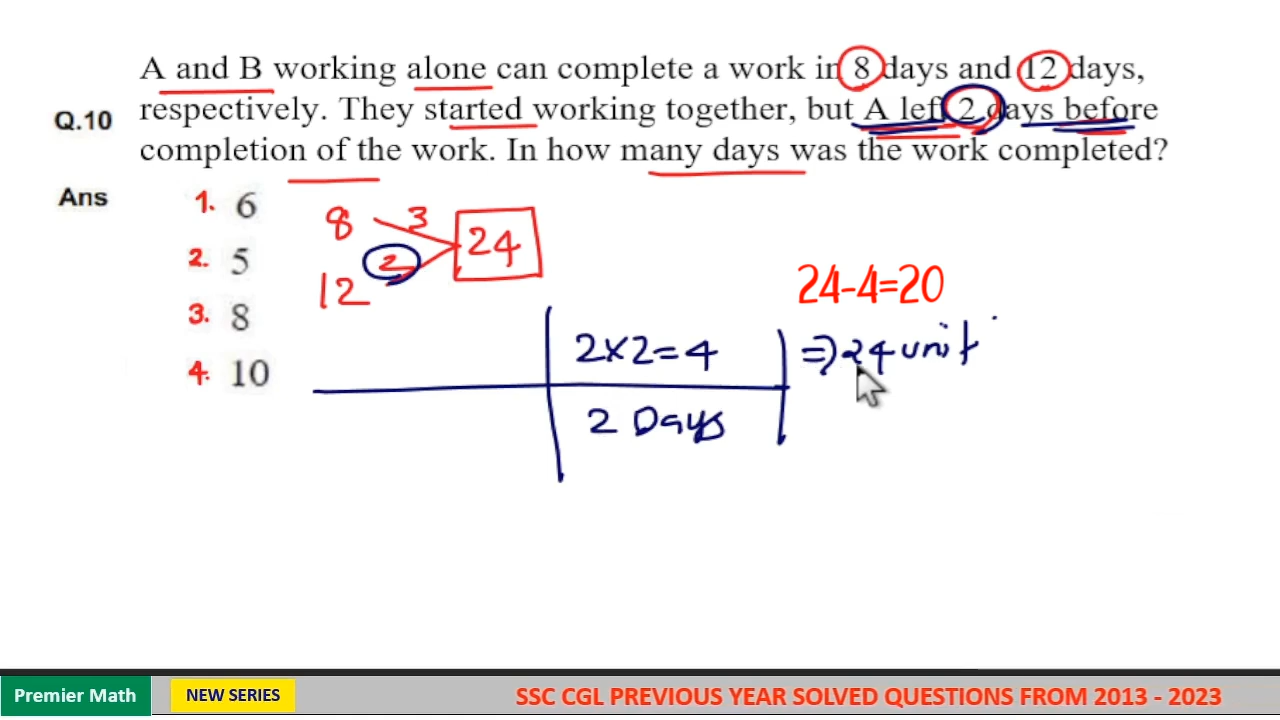 A and B working alone can complete a work in 8 days and 12 days,
respectively. They started working together, but A left 2 days before
Q.10
completion of the work. In how many days was the work completed?
Ans
1. 6
2. 5
3. 8
4. 10
8 3
2 24
12
24-4=20
2×2=4 ⇒24 unit
2 Days
Premier Math
NEW SERIES
SSC CGL PREVIOUS YEAR SOLVED QUESTIONS FROM 2013 - 2023